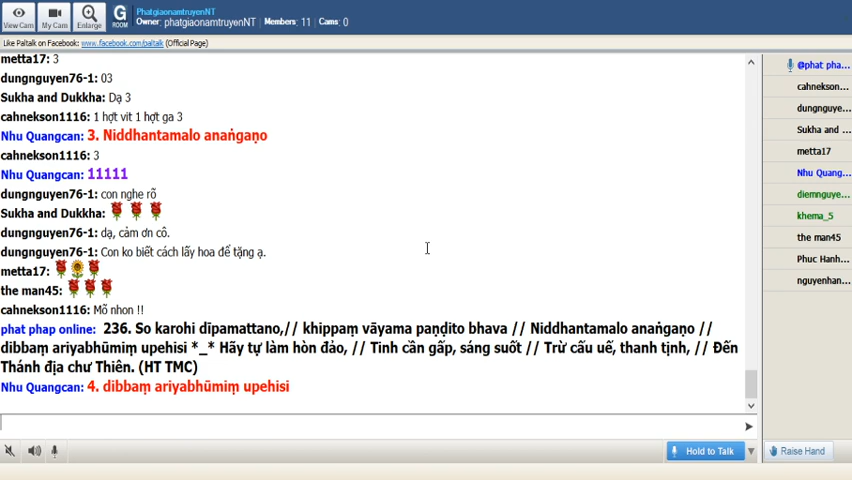 PhatgiaonamtruyenNT
Owner: phatgiaonamtruyenNT Members: 11 Cams: 0
View Cam My Cam Enlarge G ROOM
Like Paltalk on Facebook: www.facebook.com/paltalk (Official Page)
metta17: 3
dungnguyen76-1: 03
Sukha and Dukkha: Dạ 3
cahnekson1116: 1 hợt vit 1 hợt ga 3
Nhu Quangcan: 3. Niddhantamalo anaṅgaṇo
cahnekson1116: 3
Nhu Quangcan: 11111
dungnguyen76-1: con nghe rõ
Sukha and Dukkha:
dungnguyen76-1: dạ, cảm ơn cô.
dungnguyen76-1: Con ko biết cách lấy hoa để tặng ạ.
metta17:
the man45:
cahnekson1116: Mõ nhon !!
phat phap online: 236. So karohi dīpamattano,// khippaṃ vāyama paṇḍito bhava // Niddhantamalo anaṅgaṇo //
dibbaṃ ariyabhūmiṃ upehisi *_* Hãy tự làm hòn đảo, // Tinh cần gấp, sáng suốt // Trừ cấu uế, thanh tịnh, // Đến
Thánh địa chư Thiên. (HT TMC)
Nhu Quangcan: 4. dibbaṃ ariyabhūmiṃ upehisi
Hold to Talk
Raise Hand
@phat pha...
cahnekson...
dungnguye...
Sukha and ...
metta17
Nhu Quang...
diemnguye...
khema_5
the man45
Phuc Hanh...
nguyenhan...